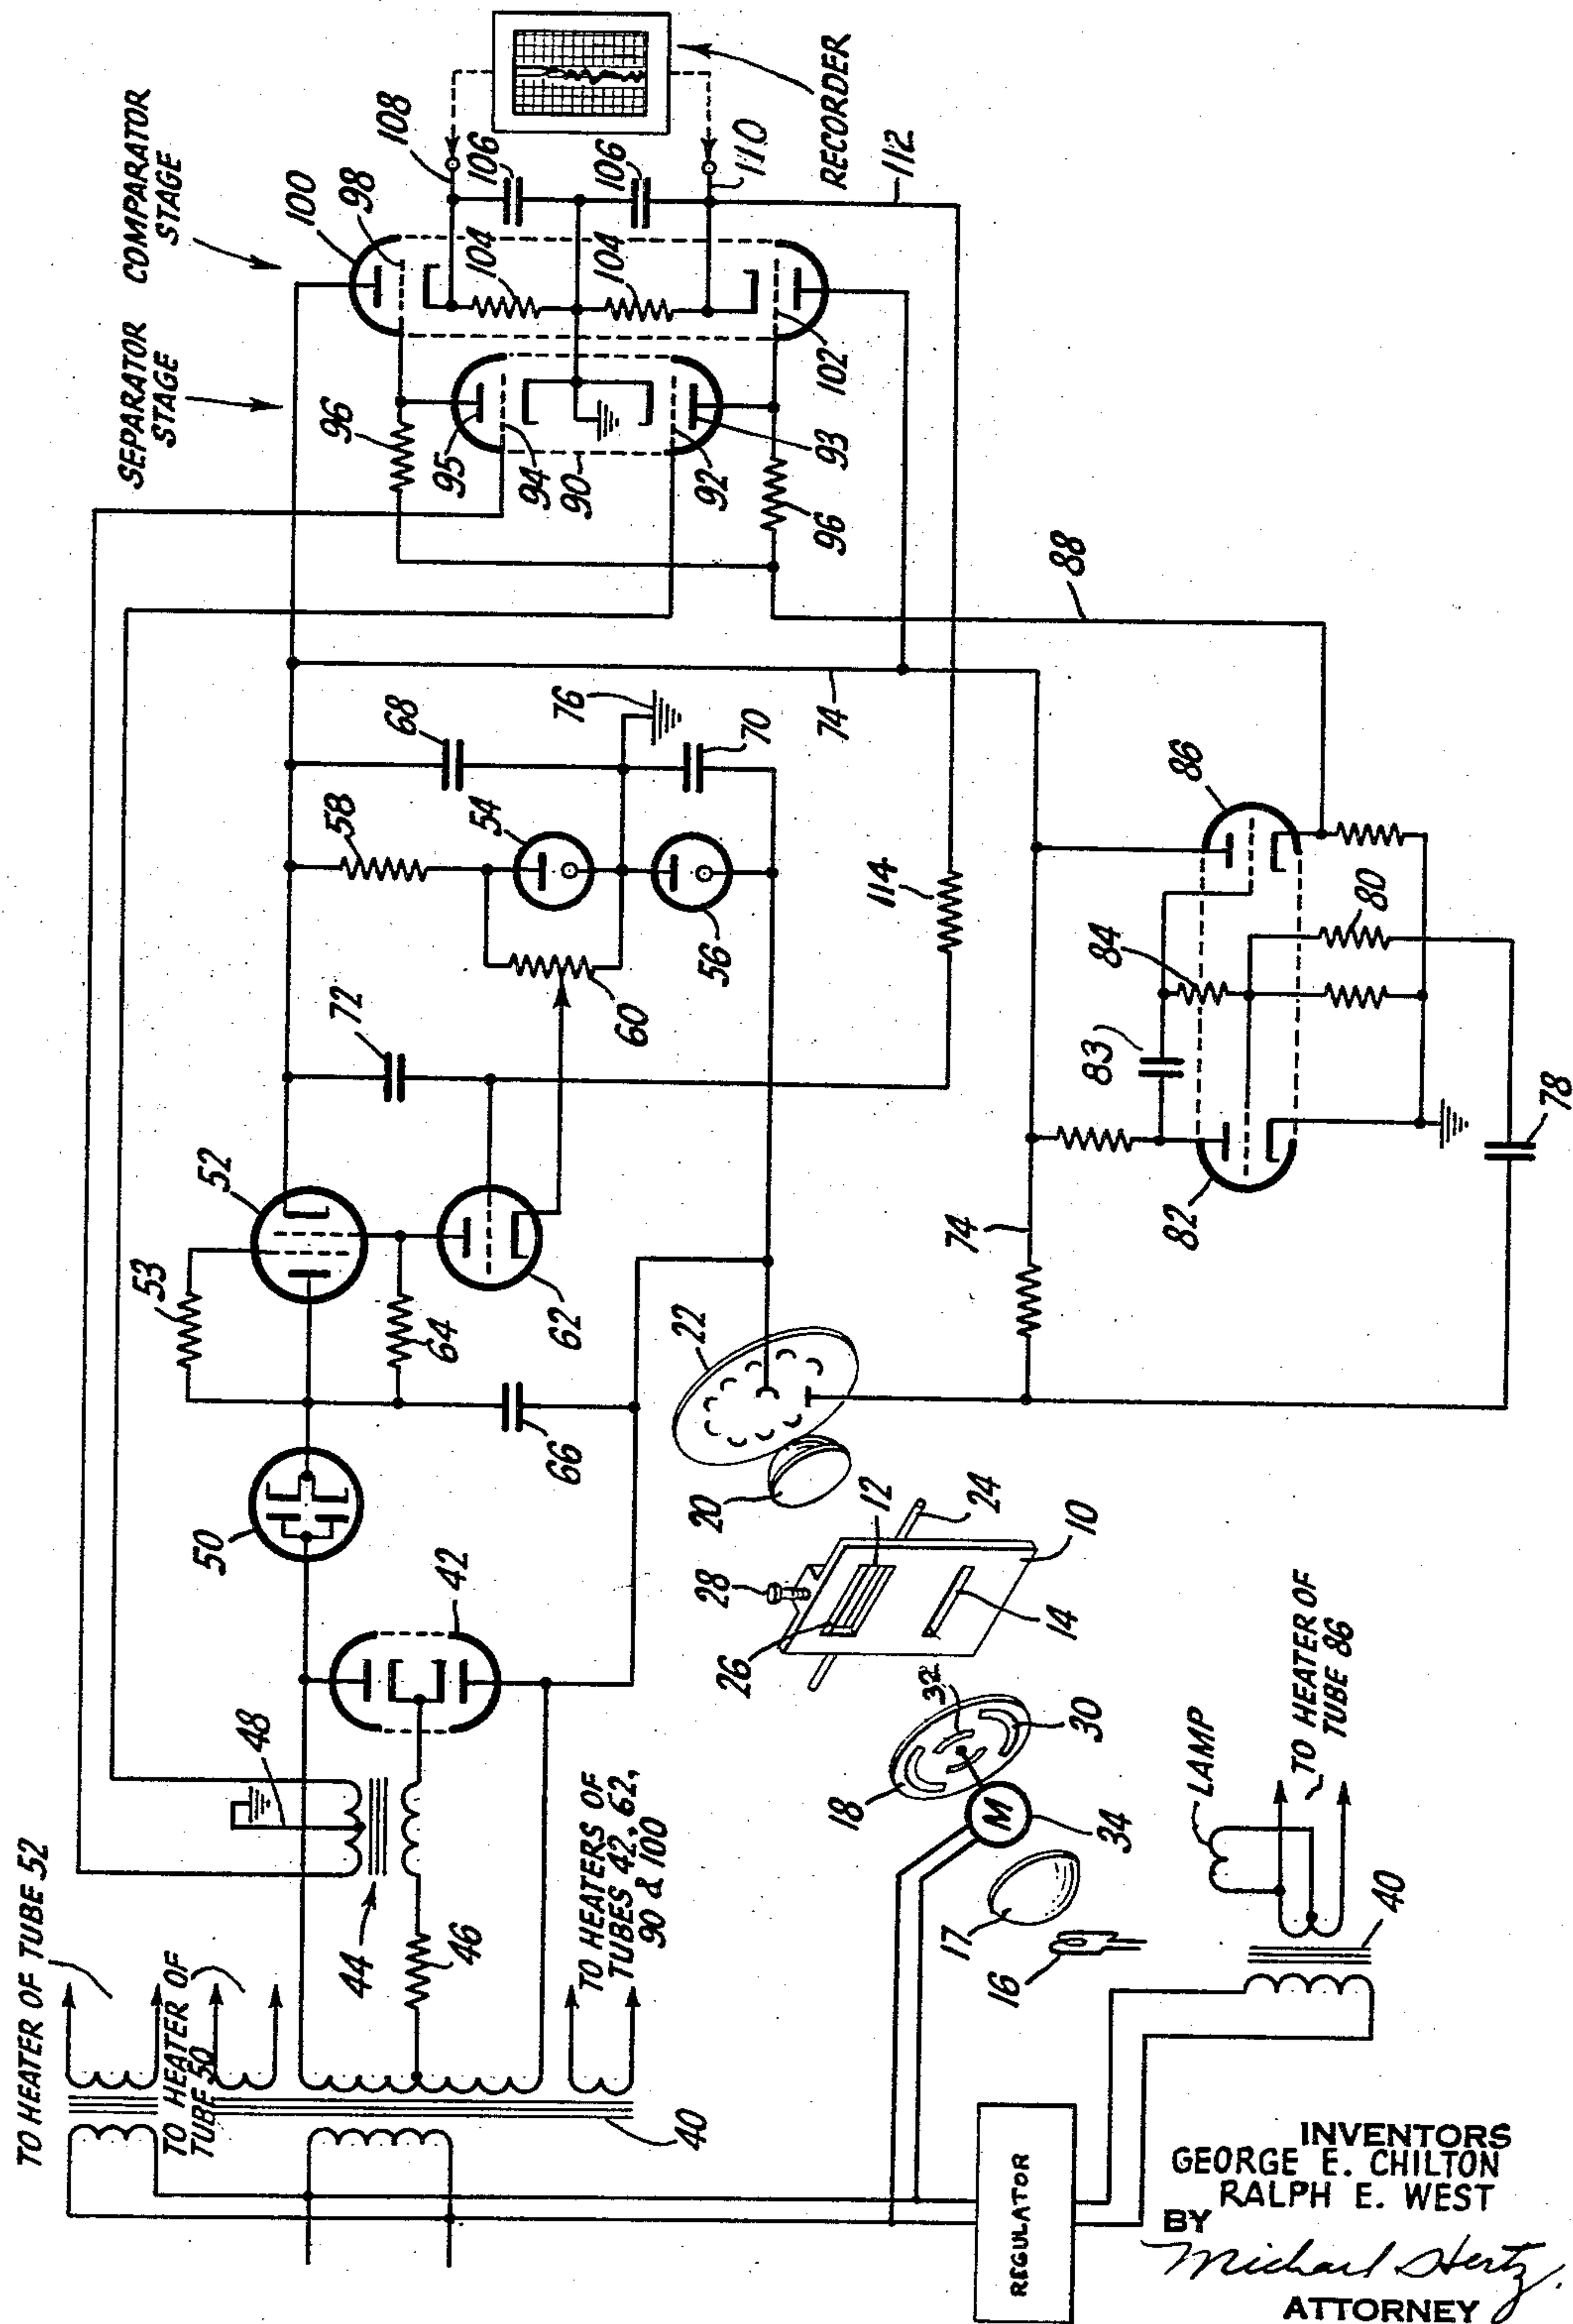 TO HEATER OF TUBE 52
TO HEATER OF
TUBE 50
TO HEATERS OF
TUBES 42, 62,
90 & 100
40
44
46
48
42
50
53
52
64
66
62
72
60
58
54
56
68
76
70
74
114
SEPARATOR
STAGE
COMPARATOR
STAGE
96
95
94
90
92
93
96
100
98
104
104
102
108
106
106
110
RECORDER
112
88
74
82
83
84
86
80
78
22
20
28
12
24
26
10
14
32
30
18
M
34
17
16
LAMP
TO HEATER OF
TUBE 86
40
REGULATOR
INVENTORS
GEORGE E. CHILTON
RALPH E. WEST
BY
Michael Hertz.
ATTORNEY